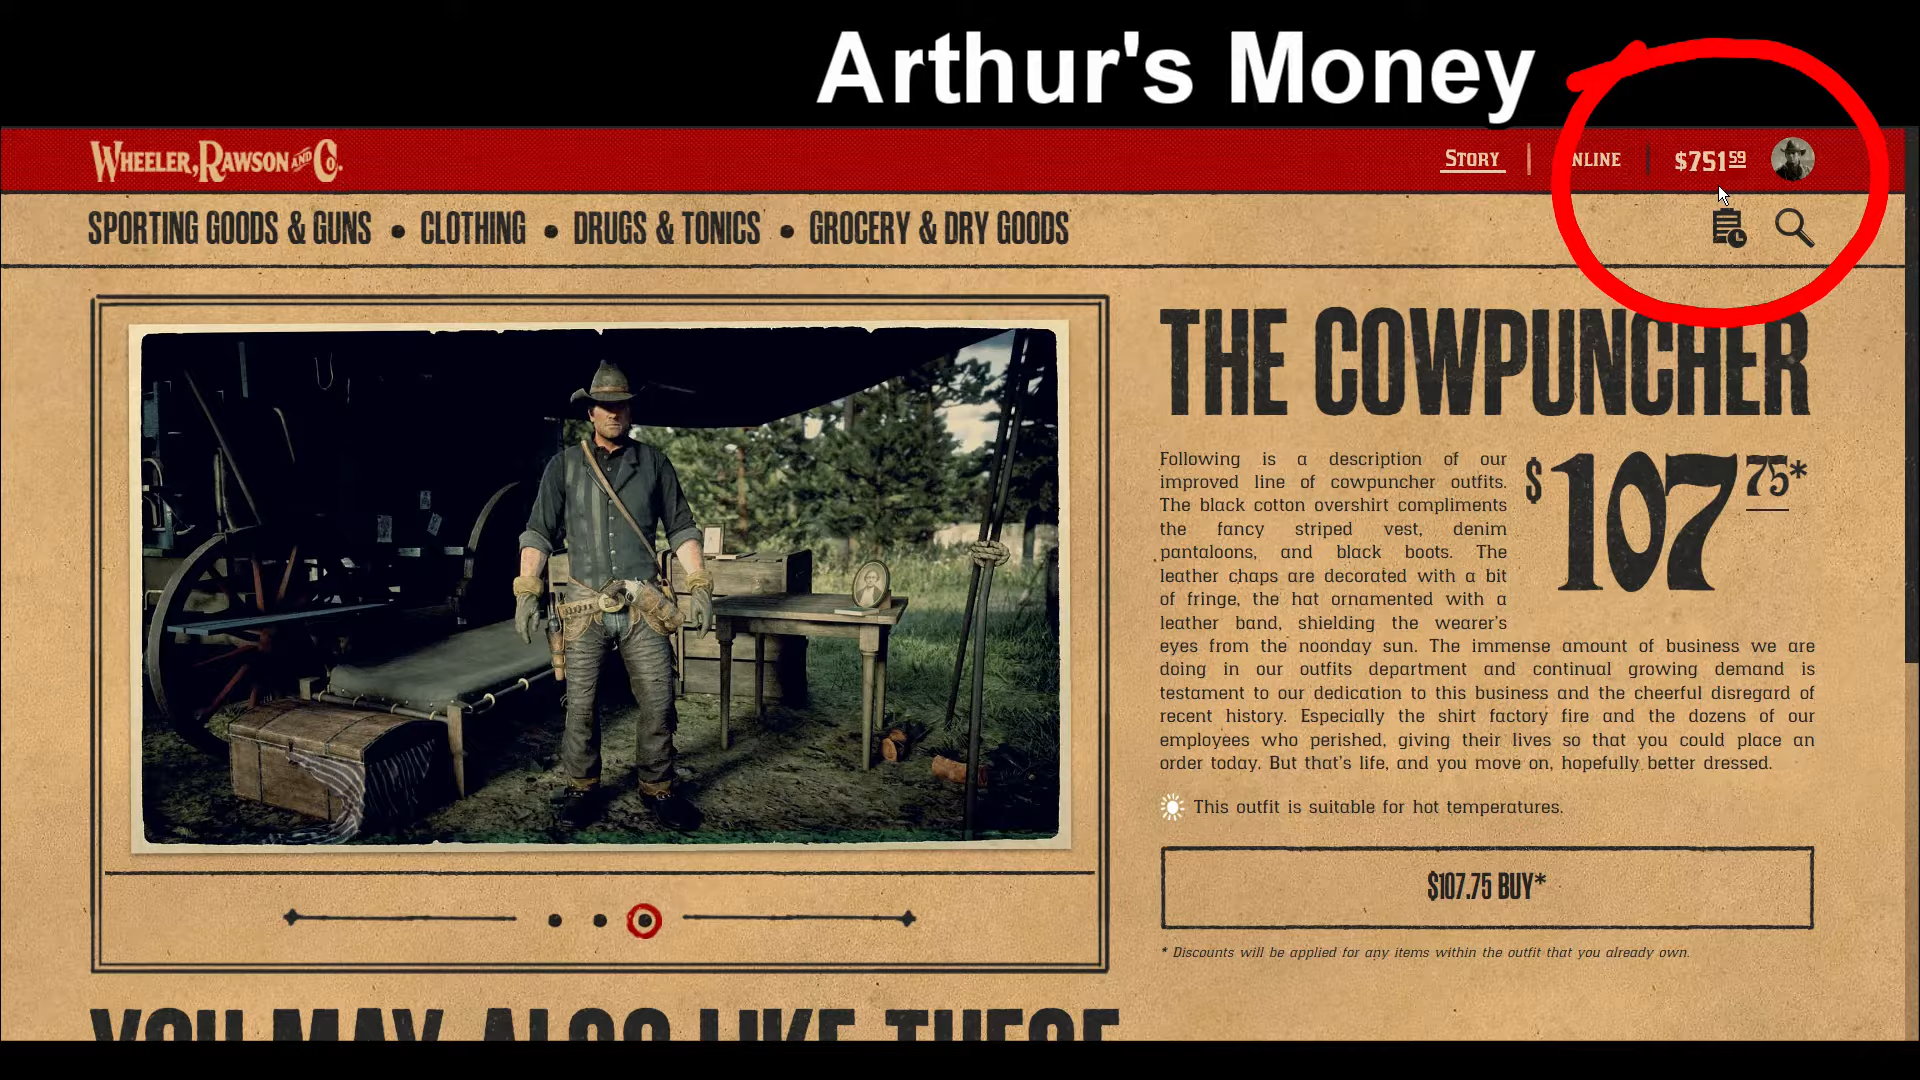 Arthur's Money
WHEELER, RAWSON AND CO.
STORY
NLINE
$751 59
SPORTING GOODS & GUNS • CLOTHING • DRUGS & TONICS • GROCERY & DRY GOODS
THE COWPUNCHER
Following is a description of our
improved line of cowpuncher outfits.
The black cotton overshirt compliments
the fancy striped vest, denim
pantaloons, and black boots. The
leather chaps are decorated with a bit
of fringe, the hat ornamented with a
leather band, shielding the wearer's
eyes from the noonday sun. The immense amount of business we are
doing in our outfits department and continual growing demand is
testament to our dedication to this business and the cheerful disregard of
recent history. Especially the shirt factory fire and the dozens of our
employees who perished, giving their lives so that you could place an
order today. But that's life, and you move on, hopefully better dressed.
$107 75*
This outfit is suitable for hot temperatures.
$107.75 BUY*
* Discounts will be applied for any items within the outfit that you already own.
YOU MAY ALSO LIKE THESE